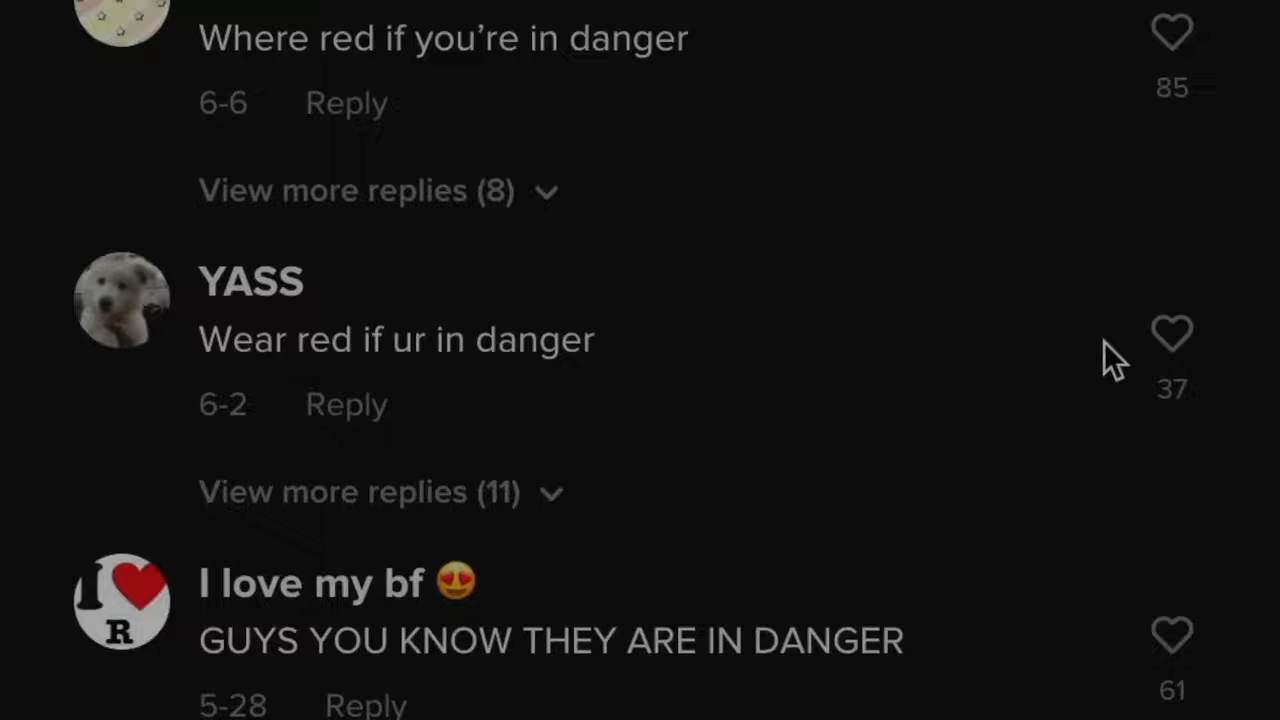 Where red if you’re in danger
85
6-6 Reply
View more replies (8)
YASS
Wear red if ur in danger
37
6-2 Reply
View more replies (11)
I love my bf 😍
I ❤ R
GUYS YOU KNOW THEY ARE IN DANGER
61
5-28 Reply